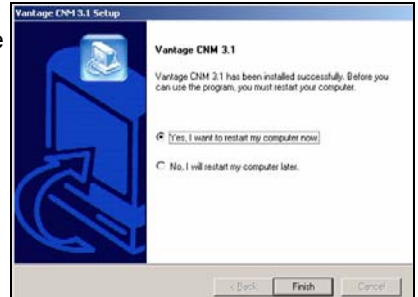 Vantage CNM 3.1 Setup
e
Vantage CNM 3.1
Vantage CNM 3.1 has been installed successfully. Before you
can use the program, you must restart your computer.
Yes, I want to restart my computer now.
No, I will restart my computer later.
< Back
Finish
Cancel